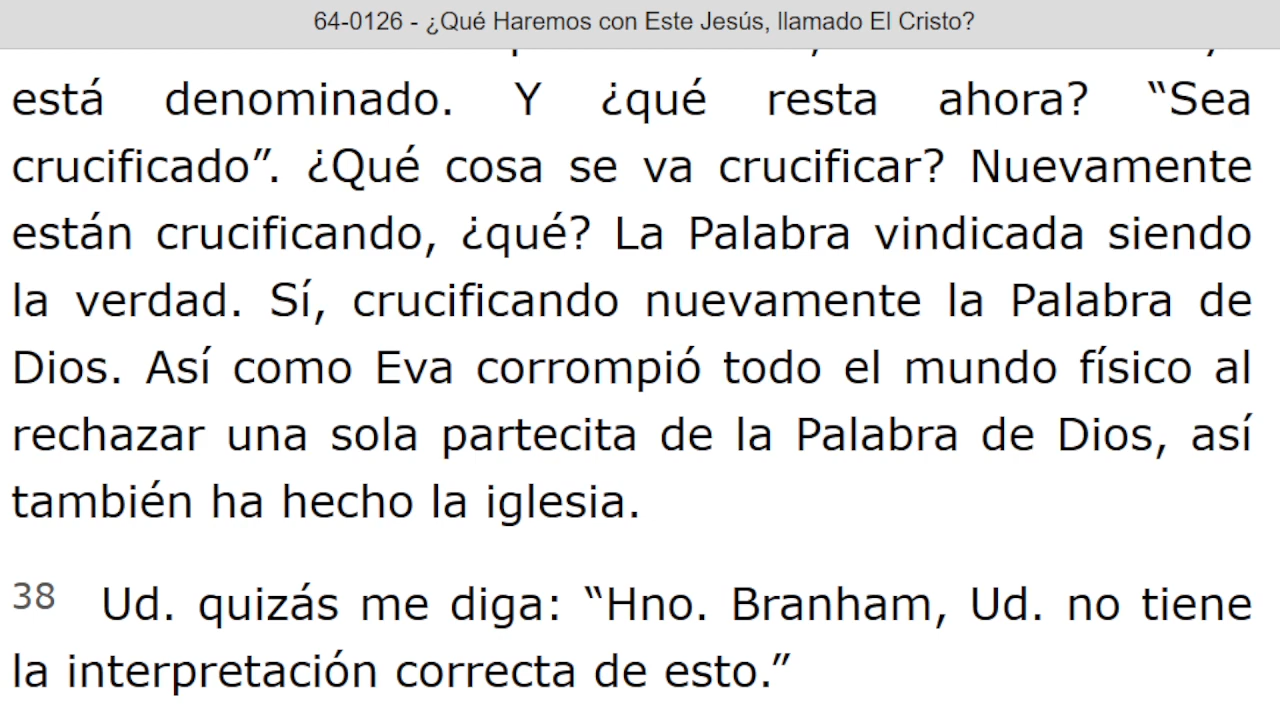 64-0126 - ¿Qué Haremos con Este Jesús, llamado El Cristo?
está denominado. Y ¿qué resta ahora? “Sea
crucificado”. ¿Qué cosa se va crucificar? Nuevamente
están crucificando, ¿qué? La Palabra vindicada siendo
la verdad. Sí, crucificando nuevamente la Palabra de
Dios. Así como Eva corrompió todo el mundo físico al
rechazar una sola partecita de la Palabra de Dios, así
también ha hecho la iglesia.
38 Ud. quizás me diga: “Hno. Branham, Ud. no tiene
la interpretación correcta de esto.”